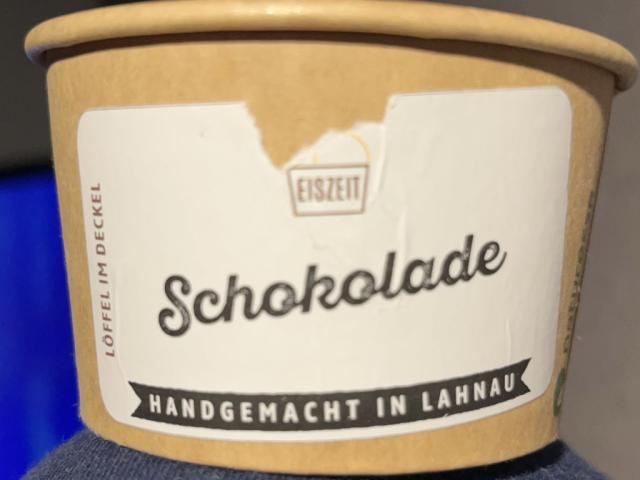 EISZEIT
LÖFFEL IM DECKEL
Schokolade
HANDGEMACHT IN LAHNAU